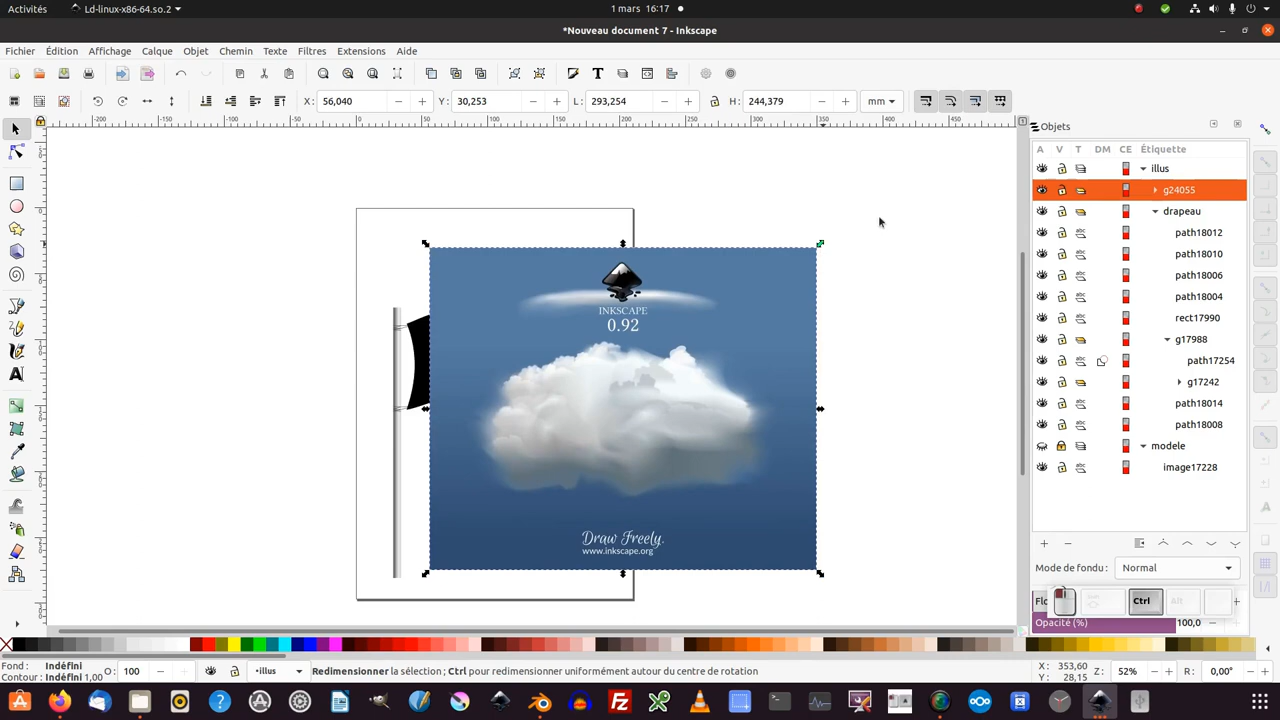 Activités
Ld-linux-x86-64.so.2
1 mars 16:17
*Nouveau document 7 - Inkscape
Fichier Édition Affichage Calque Objet Chemin Texte Filtres Extensions Aide
X: 56,040 Y: 30,253 L: 293,254 H: 244,379 mm
Objets
A V T DM CE Étiquette
illus
g24055
drapeau
path18012
path18010
path18006
path18004
rect17990
g17988
path17254
g17242
path18014
path18008
modele
image17228
INKSCAPE
0.92
Draw Freely.
www.inkscape.org
Mode de fondu : Normal
Flo
Ctrl
Alt
Opacité (%) 100,0
Fond : Indéfini
Contour : Indéfini 1,00
O: 100
•illus
Redimensionner la sélection ; Ctrl pour redimensionner uniformément autour du centre de rotation
X: 353,60
Y: 28,15
Z: 52%
R: 0,00°